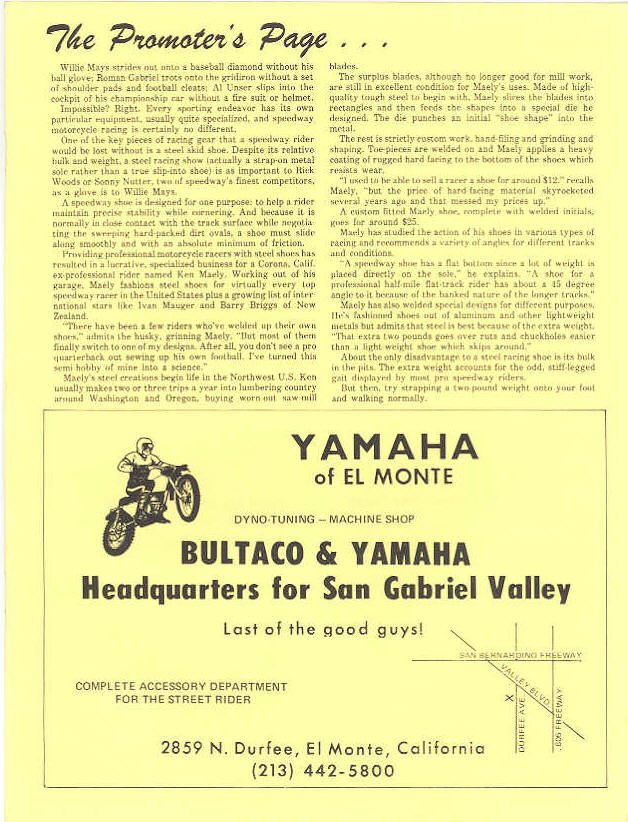 The Promoter's Page . . .
Willie Mays strides out onto a baseball diamond without his
ball glove; Roman Gabriel trots onto the gridiron without a set
of shoulder pads and football cleats; Al Unser slips into the
cockpit of his championship car without a fire suit or helmet.
Impossible? Right. Every sporting endeavor has its own
particular equipment, usually quite specialized, and speedway
motorcycle racing is certainly no different.
One of the key pieces of racing gear that a speedway rider
would be lost without is a steel skid shoe. Despite its relative
bulk and weight, a steel racing show (actually a strap-on metal
sole rather than a true slip-into shoe) is as important to Rick
Woods or Sonny Nutter, two of speedway's finest competitors,
as a glove is to Willie Mays.
A speedway shoe is designed for one purpose: to help a rider
maintain precise stability while cornering. And because it is
normally in close contact with the track surface while negotia-
ting the sweeping hard-packed dirt ovals, a shoe must slide
along smoothly and with an absolute minimum of friction.
Providing professional motorcycle racers with steel shoes has
resulted in a lucrative, specialized business for a Corona, Calif.
ex-professional rider named Ken Maely. Working out of his
garage, Maely fashions steel shoes for virtually every top
speedway racer in the United States plus a growing list of inter-
national stars like Ivan Mauger and Barry Briggs of New
Zealand.
"There have been a few riders who've welded up their own
shoes," admits the husky, grinning Maely. "But most of them
finally switch to one of my designs. After all, you don't see a pro
quarterback out sewing up his own football. I've turned this
semi hobby of mine into a science."
Maely's steel creations begin life in the Northwest U.S. Ken
usually makes two or three trips a year into lumbering country
around Washington and Oregon, buying worn out saw-mill
blades.
The surplus blades, although no longer good for mill work,
are still in excellent condition for Maely's uses. Made of high-
quality tough steel to begin with, Maely slices the blades into
rectangles and then feeds the shapes into a special die he
designed. The die punches an initial "shoe shape" into the
metal.
The rest is strictly custom work, hand-filing and grinding and
shaping. Toe-pieces are welded on and Maely applies a heavy
coating of rugged hard facing to the bottom of the shoes which
resists wear.
"I used to be able to sell a racer a shoe for around $12," recalls
Maely, "but the price of hard-facing material skyrocketed
several years ago and that messed my prices up."
A custom fitted Maely shoe, complete with welded initials,
goes for around $25.
Maely has studied the action of his shoes in various types of
racing and recommends a variety of angles for different tracks
and conditions.
"A speedway shoe has a flat bottom since a lot of weight is
placed directly on the sole," he explains. "A shoe for a
professional half-mile flat-track rider has about a 45 degree
angle to it because of the banked nature of the longer tracks."
Maely has also welded special designs for different purposes.
He's fashioned shoes out of aluminum and other lightweight
metals but admits that steel is best because of the extra weight.
"That extra two pounds goes over ruts and chuckholes easier
than a light-weight shoe which skips around."
About the only disadvantage to a steel racing shoe is its bulk
in the pits. The extra weight accounts for the odd, stiff-legged
gait displayed by most pro speedway riders.
But then, try strapping a two-pound weight onto your foot
and walking normally.
YAMAHA
of EL MONTE
DYNO-TUNING – MACHINE SHOP
BULTACO & YAMAHA
Headquarters for San Gabriel Valley
Last of the good guys!
SAN BERNARDINO FREEWAY
VALLEY BLVD
X
DURFEE AVE
605 FREEWAY
COMPLETE ACCESSORY DEPARTMENT
FOR THE STREET RIDER
2859 N. Durfee, El Monte, California
(213) 442-5800